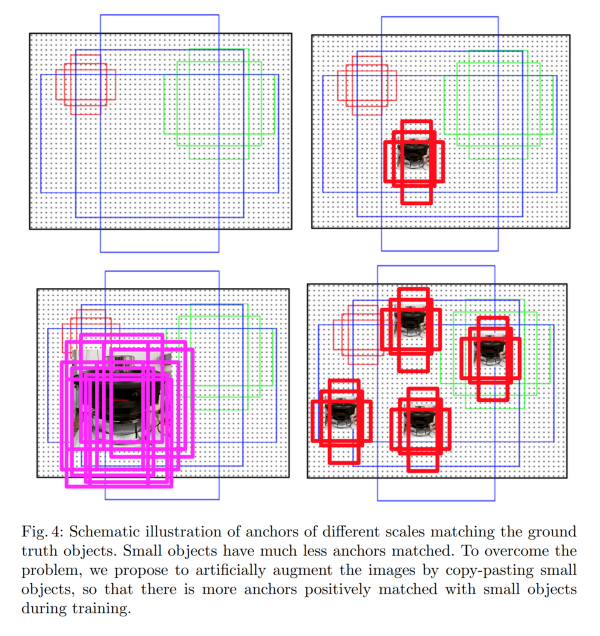 Fig. 4: Schematic illustration of anchors of different scales matching the ground
truth objects. Small objects have much less anchors matched. To overcome the
problem, we propose to artificially augment the images by copy-pasting small
objects, so that there is more anchors positively matched with small objects
during training.